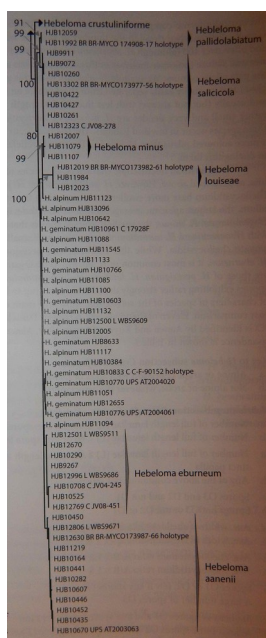 91
Hebeloma crustuliniforme
99
HJB12059
HJB11992 BR BR-MYCO 174908-17 holotype
Hebeloma
pallidolabiatum
99
HJB9911
HJB9072
HJB10260
HJB13302 BR BR-MYCO173977-56 holotype
Hebeloma
salicicola
100
HJB10422
HJB10427
HJB10261
HJB12323 C JV08-278
80
HJB12007
HJB11079
Hebeloma minus
99
HJB11107
HJB12019 BR BR-MYCO173982-61 holotype
Hebeloma
louiseae
HJB11984
HJB12023
100
H. alpinum HJB11123
H. alpinum HJB13096
H. alpinum HJB10642
H. geminatum HJB10961 C 17928F
H. alpinum HJB11088
H. geminatum HJB11545
H. alpinum HJB11133
H. geminatum HJB10766
H. alpinum HJB11085
H. alpinum HJB11100
H. geminatum HJB10603
H. alpinum HJB11132
H. alpinum HJB12500 L WBS9609
H. alpinum HJB12005
H. geminatum HJB8633
H. alpinum HJB11117
H. geminatum HJB10384
H. geminatum HJB10833 C C-F-90152 holotype
H. geminatum HJB10770 UPS AT2004020
H. alpinum HJB11051
H. geminatum HJB12655
H. geminatum HJB10776 UPS AT2004061
H. alpinum HJB11094
HJB12501 L WBS9511
HJB12670
HJB10290
HJB9267
HJB12996 L WBS9686
Hebeloma eburneum
HJB10708 C JV04-245
HJB10525
HJB12769 C JV08-451
HJB10450
HJB12806 L WBS9671
HJB12630 BR BR-MYCO173987-66 holotype
HJB11219
HJB10164
HJB10441
Hebeloma
aanenii
HJB10282
HJB10607
HJB10446
HJB10452
HJB10435
HJB10670 UPS AT2003063